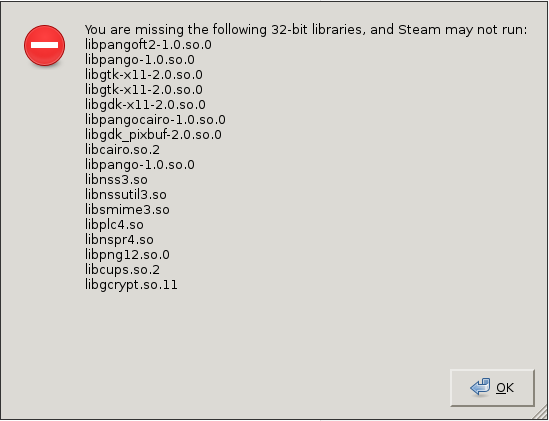 You are missing the following 32-bit libraries, and Steam may not run:
libpangoft2-1.0.so.0
libpango-1.0.so.0
libgtk-x11-2.0.so.0
libgtk-x11-2.0.so.0
libgdk-x11-2.0.so.0
libpangocairo-1.0.so.0
libgdk_pixbuf-2.0.so.0
libcairo.so.2
libpango-1.0.so.0
libnss3.so
libnssutil3.so
libsmime3.so
libplc4.so
libnspr4.so
libpng12.so.0
libcups.so.2
libgcrypt.so.11
OK